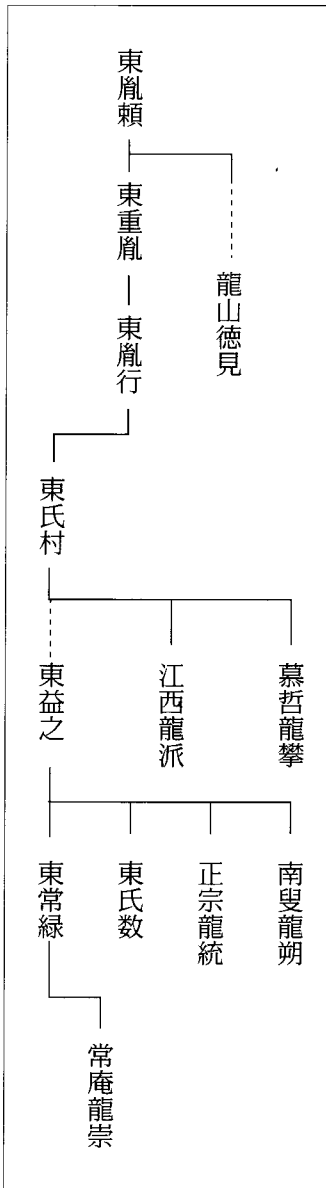 東胤頼
龍山徳見
東重胤
東胤行
東氏村
慕哲龍攀
江西龍派
東益之
南叟龍朔
正宗龍統
東氏数
東常緑
常庵龍崇